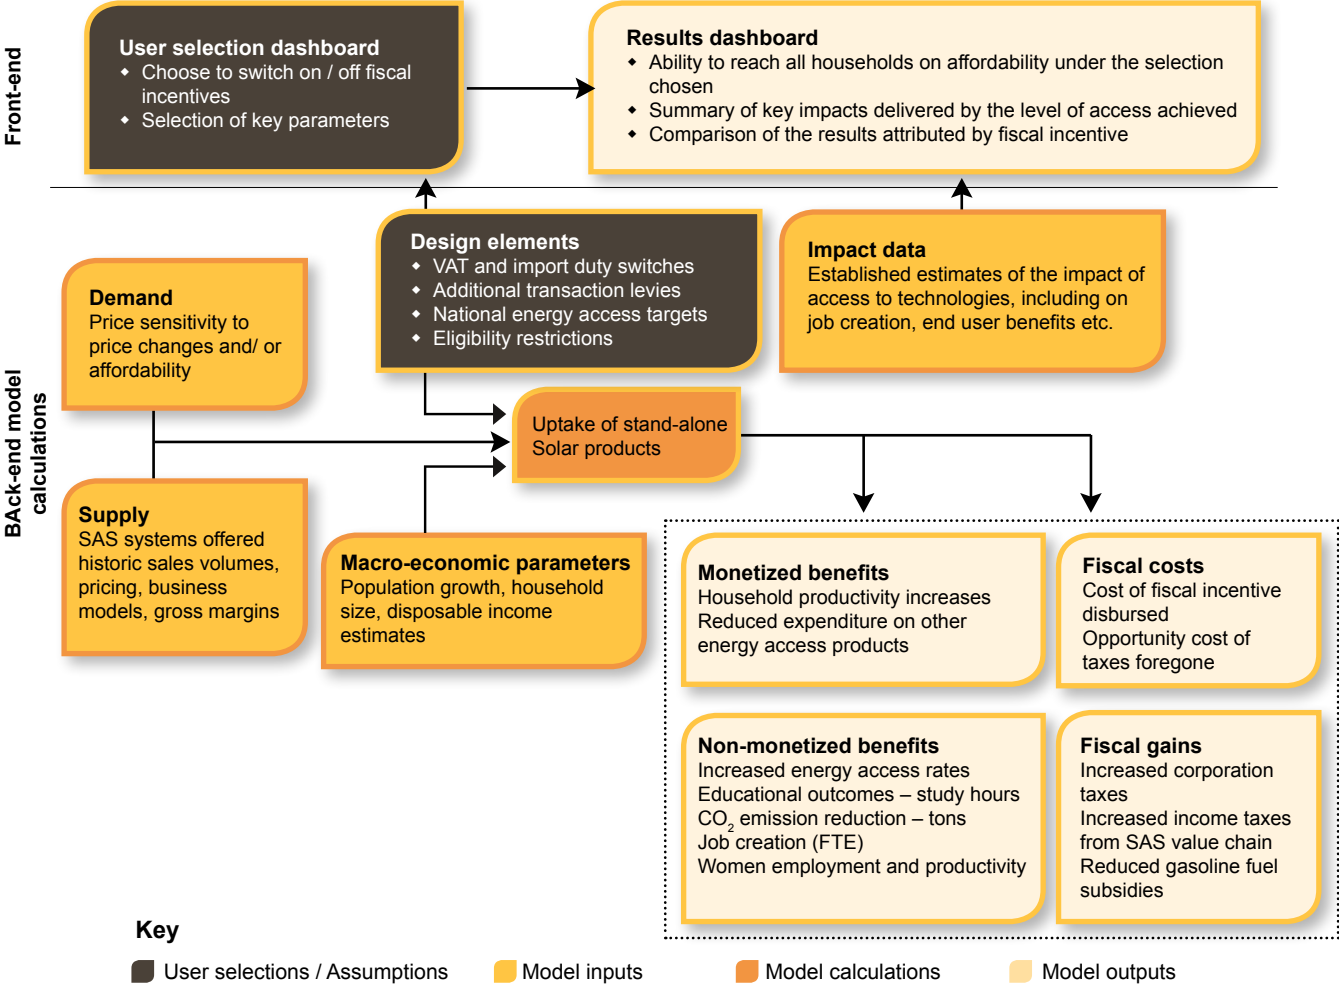 Front-end
User selection dashboard
◆ Choose to switch on / off fiscal
incentives
◆ Selection of key parameters
Results dashboard
◆ Ability to reach all households on affordability under the selection
chosen
◆ Summary of key impacts delivered by the level of access achieved
◆ Comparison of the results attributed by fiscal incentive
BAck-end model
calculations
Design elements
◆ VAT and import duty switches
◆ Additional transaction levies
◆ National energy access targets
◆ Eligibility restrictions
Impact data
Established estimates of the impact of
access to technologies, including on
job creation, end user benefits etc.
Demand
Price sensitivity to
price changes and/ or
affordability
Uptake of stand-alone
Solar products
Supply
SAS systems offered
historic sales volumes,
pricing, business
models, gross margins
Macro-economic parameters
Population growth, household
size, disposable income
estimates
Monetized benefits
Household productivity increases
Reduced expenditure on other
energy access products
Fiscal costs
Cost of fiscal incentive
disbursed
Opportunity cost of
taxes foregone
Non-monetized benefits
Increased energy access rates
Educational outcomes – study hours
CO₂ emission reduction – tons
Job creation (FTE)
Women employment and productivity
Fiscal gains
Increased corporation
taxes
Increased income taxes
from SAS value chain
Reduced gasoline fuel
subsidies
Key
User selections / Assumptions
Model inputs
Model calculations
Model outputs